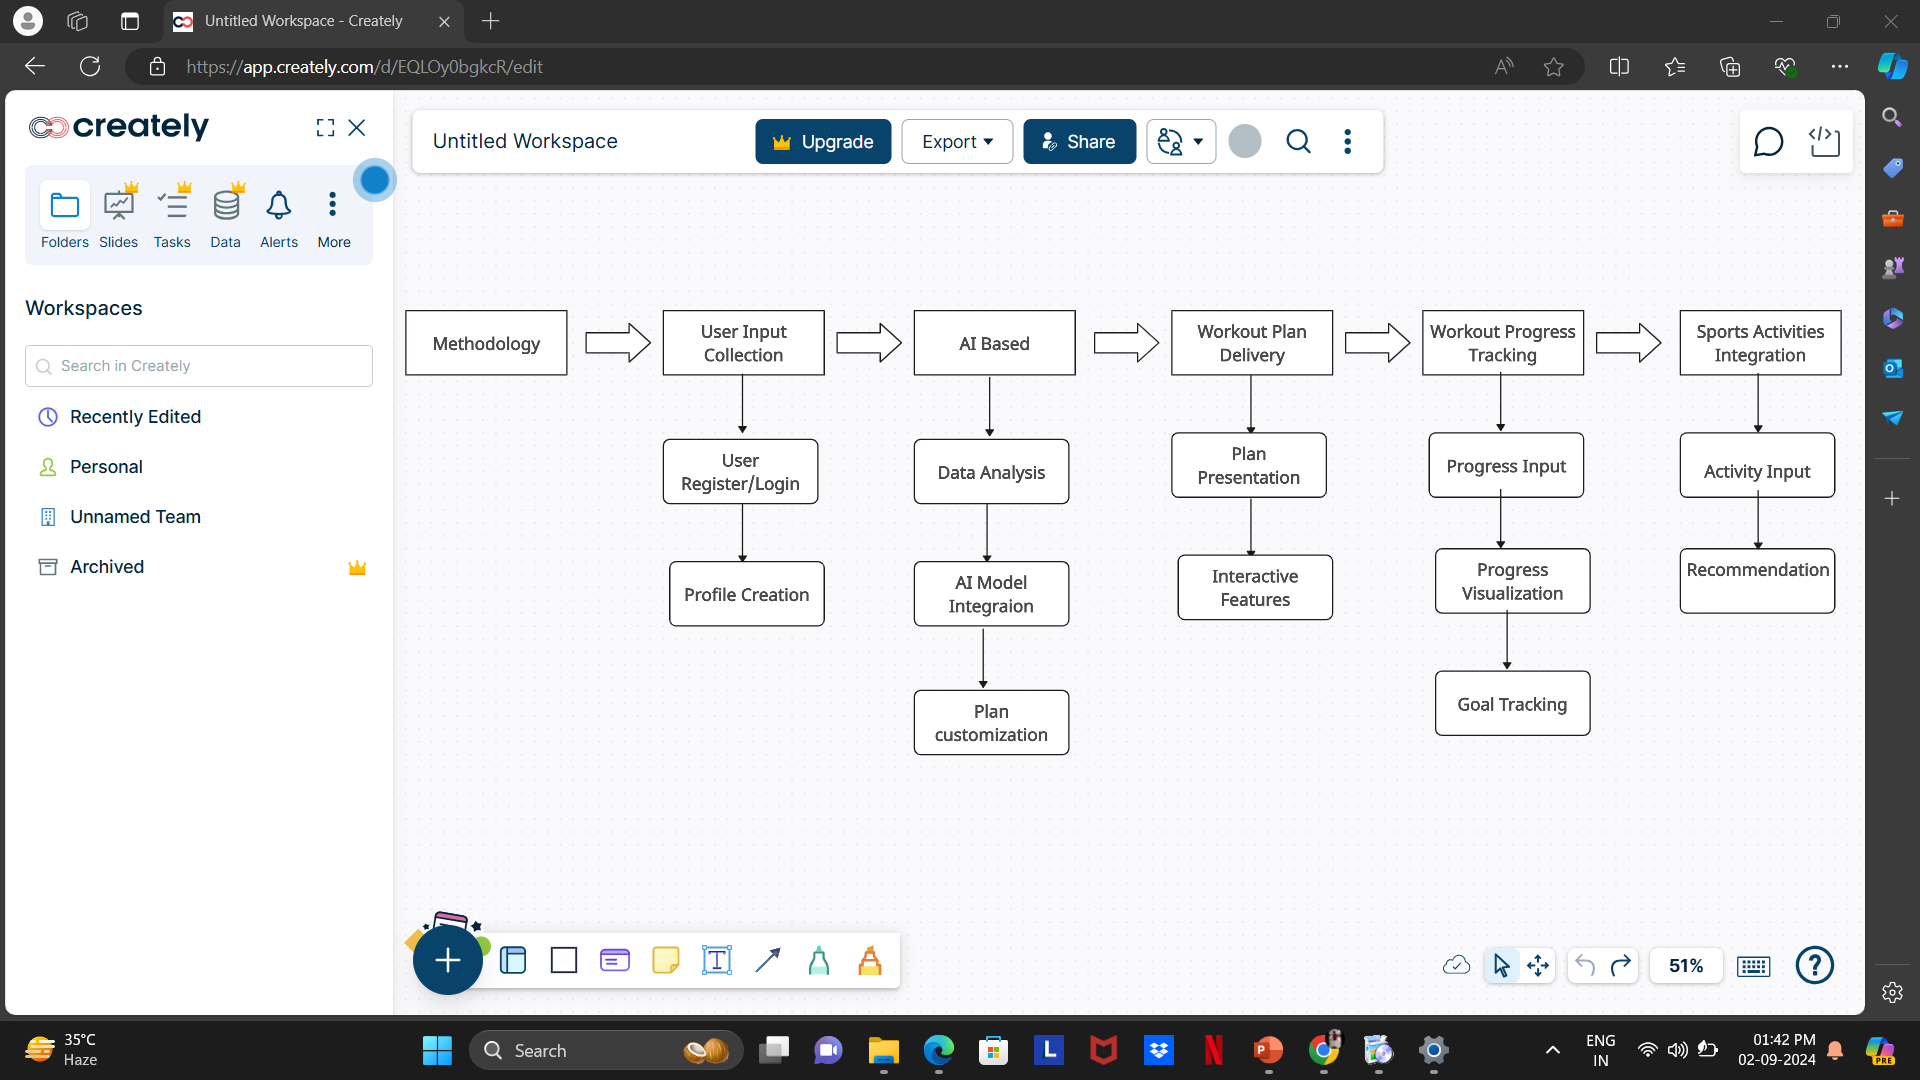 Untitled Workspace - Creately
https://app.creately.com/d/EQLOy0bgkcR/edit
creately
Folders Slides Tasks Data Alerts More
Workspaces
Search in Creately
Recently Edited
Personal
Unnamed Team
Archived
Untitled Workspace
Upgrade
Export
Share
Methodology
User Input
Collection
AI Based
Workout Plan
Delivery
Workout Progress
Tracking
Sports Activities
Integration
User
Register/Login
Data Analysis
Plan
Presentation
Progress Input
Activity Input
Profile Creation
AI Model
Integraion
Interactive
Features
Progress
Visualization
Recommendation
Plan
customization
Goal Tracking
T
51%
?
35°C
Haze
Search
L
N
P
ENG
IN
01:42 PM
02-09-2024
PRE